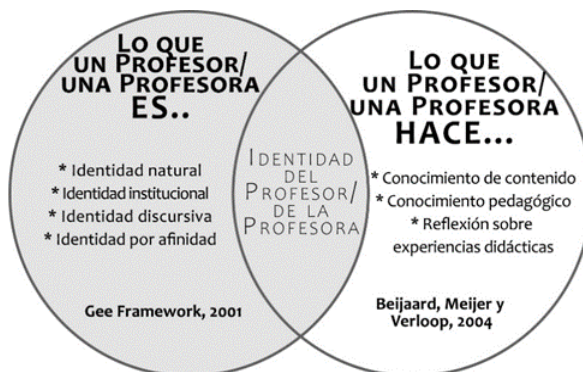 LO QUE
UN PROFESOR/
UNA PROFESORA
ES..
* Identidad natural
* Identidad institucional
* Identidad discursiva
* Identidad por afinidad
Gee Framework, 2001
IDENTIDAD
DEL
PROFESOR/
DE LA
PROFESORA
LO QUE
UN PROFESOR/
UNA PROFESORA
HACE...
* Conocimiento de contenido
* Conocimiento pedagógico
* Reflexión sobre
experiencias didácticas
Beijaard, Meijer y
Verloop, 2004